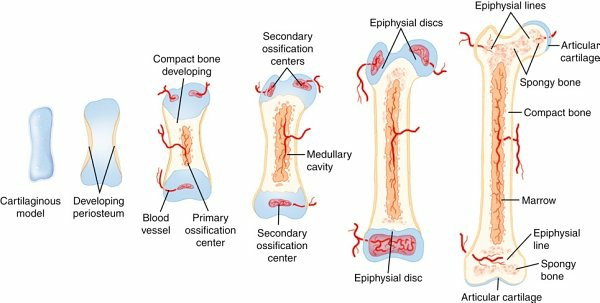 Cartilaginous
model
Developing
periosteum
Compact bone
developing
Blood
vessel
Primary
ossification
center
Secondary
ossification
centers
Medullary
cavity
Secondary
ossification
center
Epiphysial discs
Epiphysial disc
Epiphysial lines
Articular
cartilage
Spongy bone
Compact bone
Marrow
Epiphysial
line
Spongy
bone
Articular cartilage